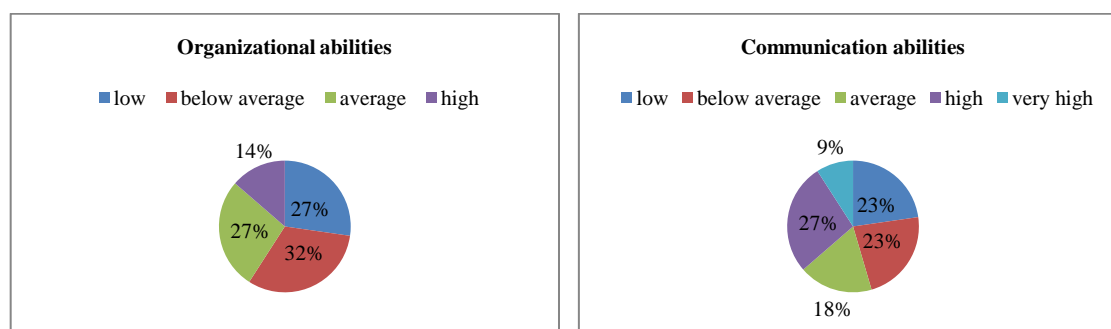 Organizational abilities
low below average average high
14%
27%
27%
32%
Communication abilities
low below average average high very high
9%
23%
27%
23%
18%